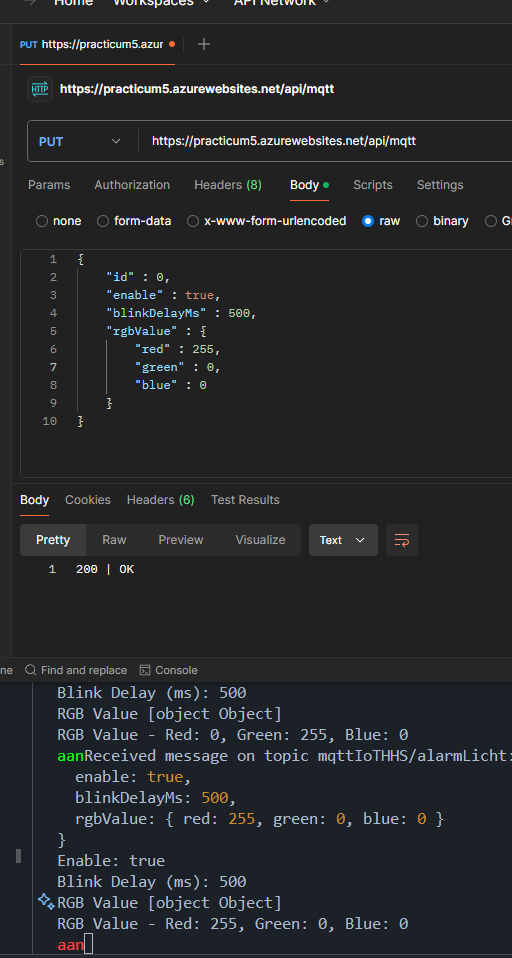 Home Workspaces API Network
PUT https://practicum5.azur
HTTP https://practicum5.azurewebsites.net/api/mqtt
PUT https://practicum5.azurewebsites.net/api/mqtt
Params Authorization Headers (8) Body Scripts Settings
none form-data x-www-form-urlencoded raw binary G
1 {
2 "id" : 0,
3 "enable" : true,
4 "blinkDelayMs" : 500,
5 "rgbValue" : {
6 "red" : 255,
7 "green" : 0,
8 "blue" : 0
9 }
10 }
Body Cookies Headers (6) Test Results
Pretty Raw Preview Visualize Text
1 200 | OK
ne Find and replace Console
Blink Delay (ms): 500
RGB Value [object Object]
RGB Value - Red: 0, Green: 255, Blue: 0
aanReceived message on topic mqttIoTHHS/alarmLicht:
enable: true,
blinkDelayMs: 500,
rgbValue: { red: 255, green: 0, blue: 0 }
}
Enable: true
Blink Delay (ms): 500
RGB Value [object Object]
RGB Value - Red: 255, Green: 0, Blue: 0
aan